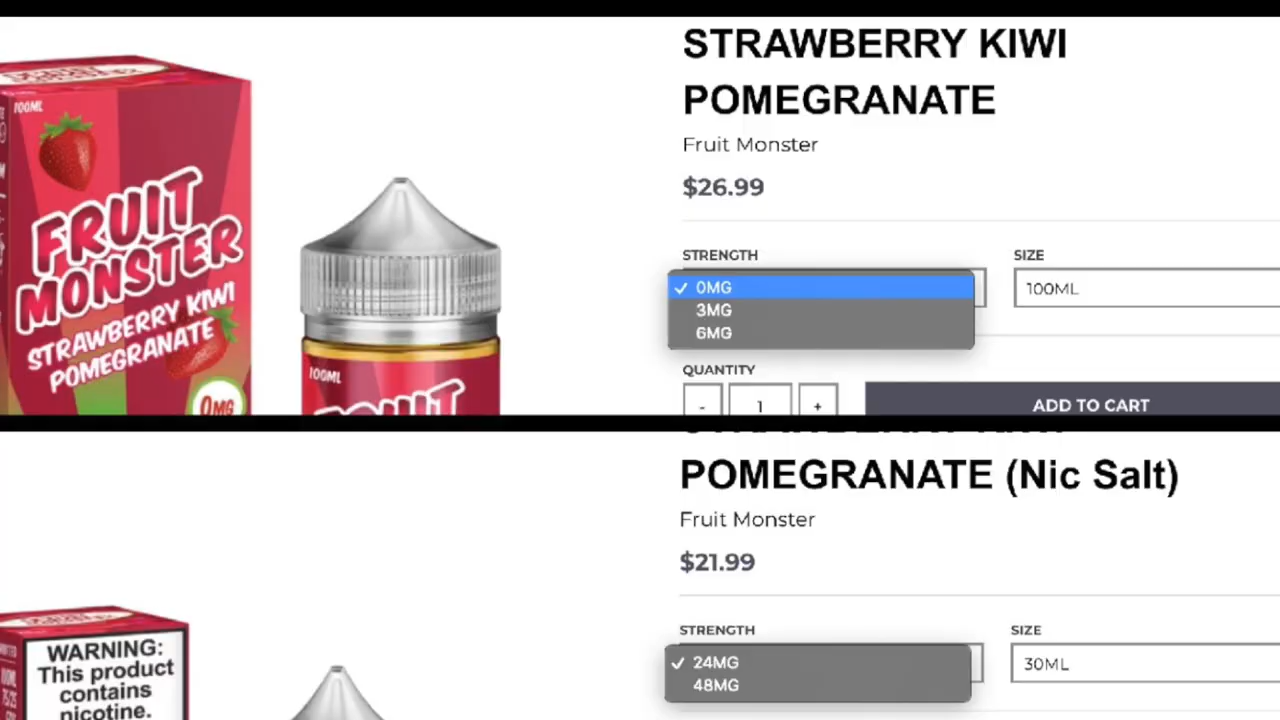 STRAWBERRY KIWI
POMEGRANATE
Fruit Monster
$26.99
STRENGTH
SIZE
✓ 0MG
3MG
6MG
100ML
QUANTITY
- 1 +
ADD TO CART
100ML
FRUIT
MONSTER
STRAWBERRY KIWI
POMEGRANATE
0MG
100ML
FRUIT
POMEGRANATE (Nic Salt)
Fruit Monster
$21.99
STRENGTH
SIZE
✓ 24MG
48MG
30ML
WARNING:
This product
contains
nicotine.